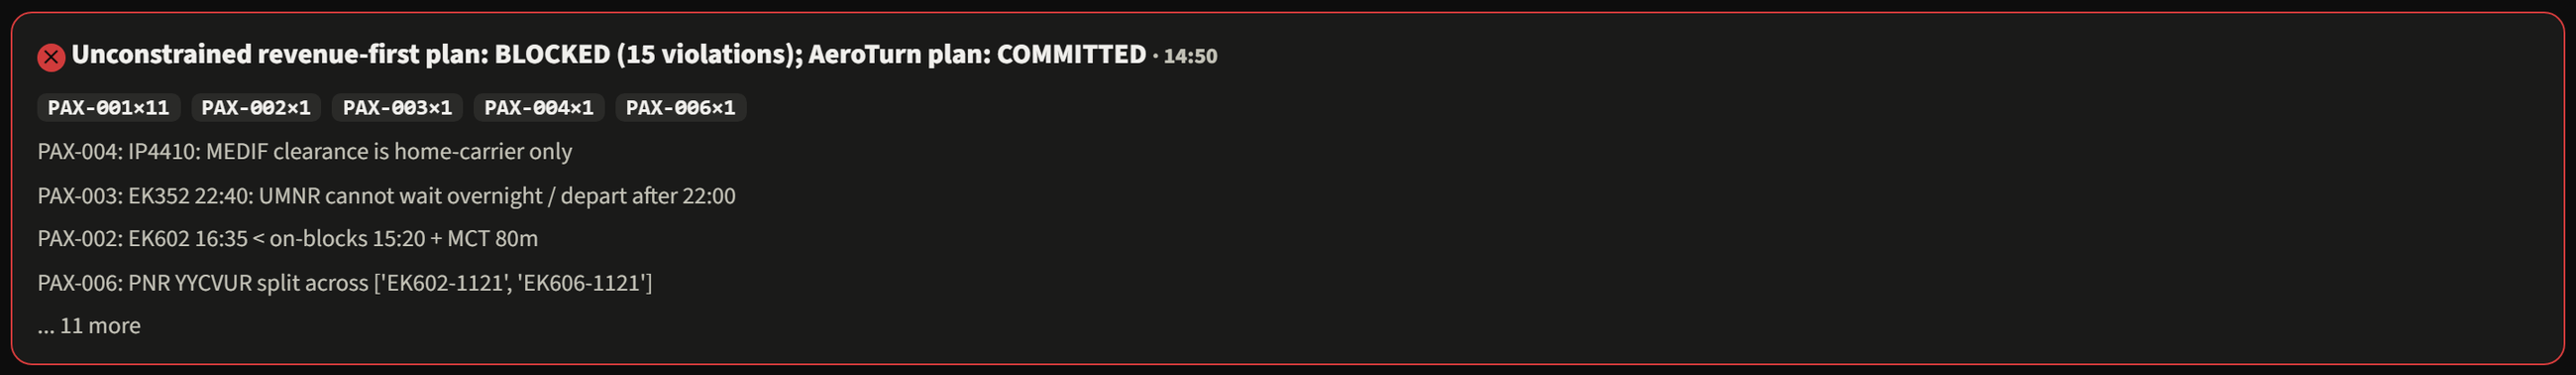 Unconstrained revenue-first plan: BLOCKED (15 violations); AeroTurn plan: COMMITTED · 14:50
PAX-001×11 PAX-002×1 PAX-003×1 PAX-004×1 PAX-006×1
PAX-004: IP4410: MEDIF clearance is home-carrier only
PAX-003: EK352 22:40: UMNR cannot wait overnight / depart after 22:00
PAX-002: EK602 16:35 < on-blocks 15:20 + MCT 80m
PAX-006: PNR YYCVUR split across ['EK602-1121', 'EK606-1121']
... 11 more